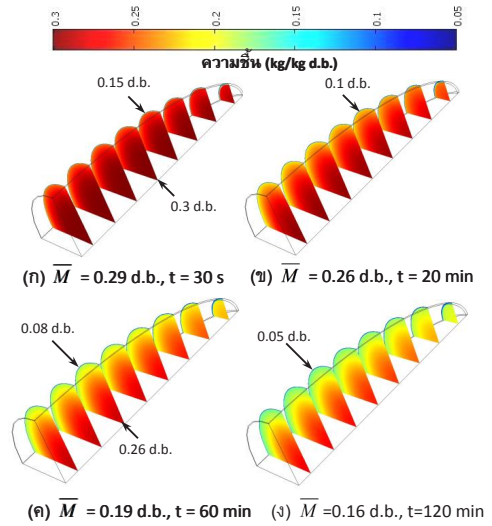 0.3 0.25 0.2 0.15 0.1 0.05
ความชื้น (kg/kg d.b.)
0.15 d.b.
0.1 d.b.
0.3 d.b.
(ก) M̅ = 0.29 d.b., t = 30 s
(ข) M̅ = 0.26 d.b., t = 20 min
0.08 d.b.
0.05 d.b.
0.26 d.b.
(ค) M̅ = 0.19 d.b., t = 60 min
(ง) M̅ =0.16 d.b., t=120 min